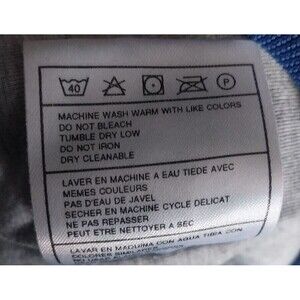 40
P
MACHINE WASH WARM WITH LIKE COLORS
DO NOT BLEACH
TUMBLE DRY LOW
DO NOT IRON
DRY CLEANABLE
LAVER EN MACHINE A EAU TIEDE AVEC
MEMES COULEURS
PAS D'EAU DE JAVEL
SECHER EN MACHINE CYCLE DELICAT
NE PAS REPASSER
PEUT ETRE NETTOYER A SEC
LAVAR EN MAQUINA CON AGUA TIBIA CON
COLORES